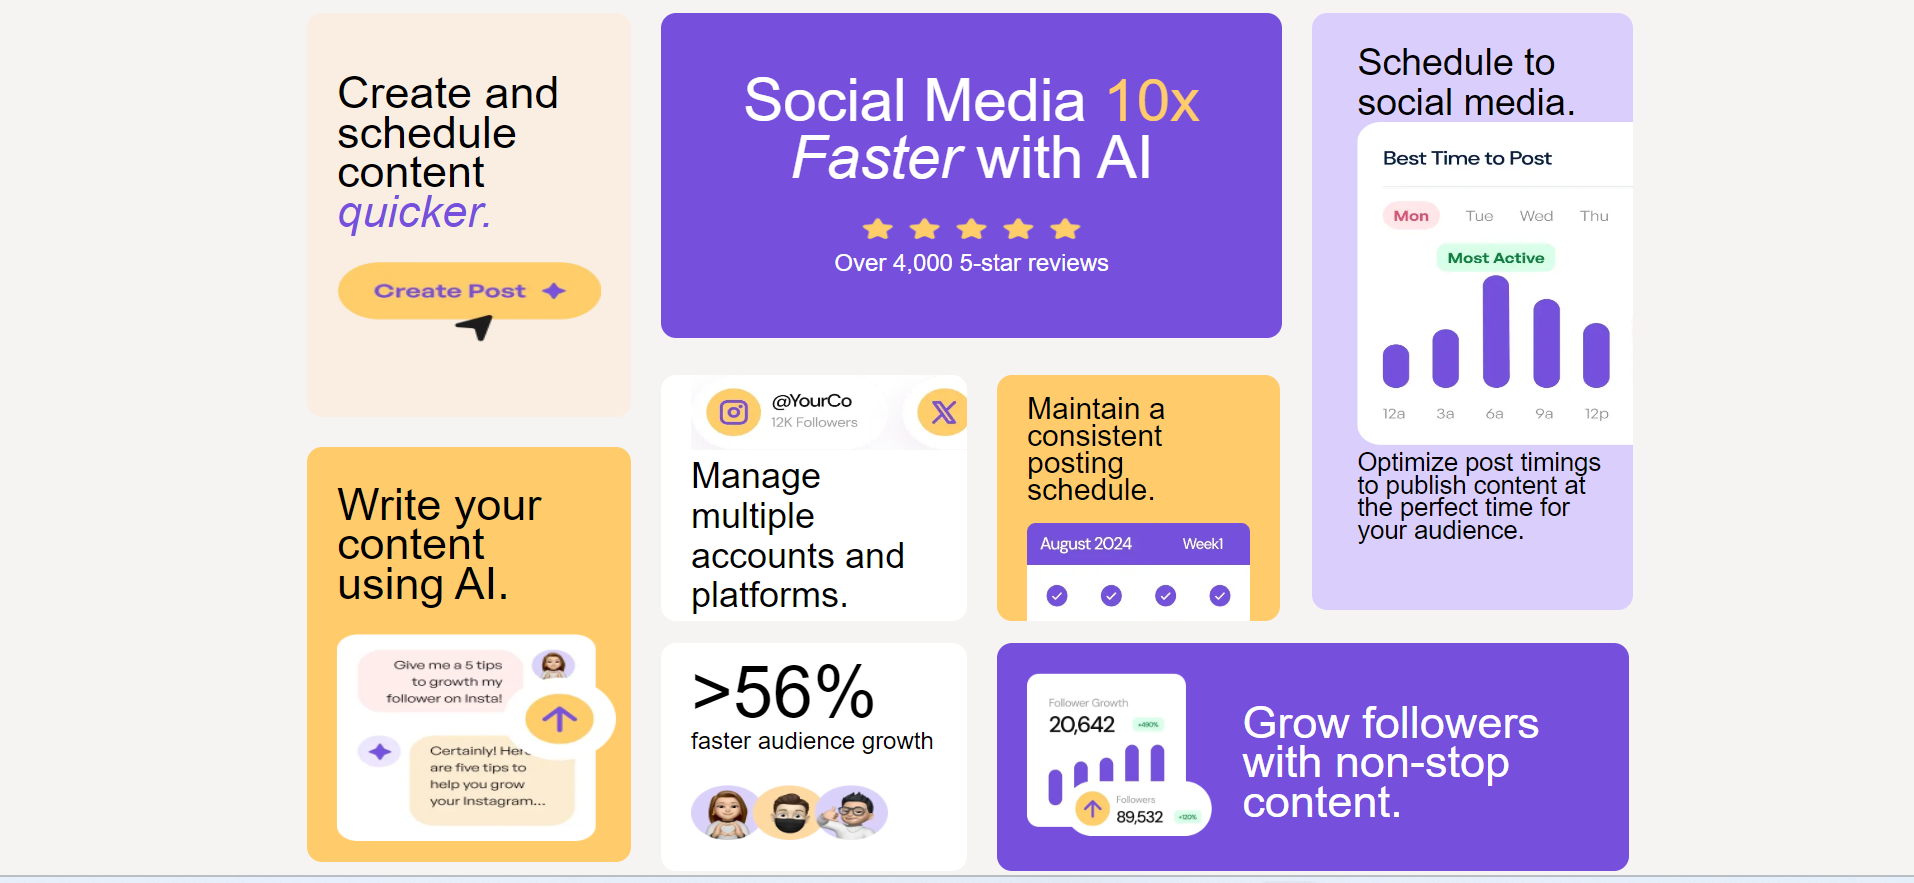 Create and
schedule
content
quicker.
Create Post
Write your
content
using AI.
Give me a 5 tips
to growth my
follower on Insta!
Certainly! Here
are five tips to
help you grow
your Instagram...
Social Media 10x
Faster with AI
Over 4,000 5-star reviews
@YourCo
12K Followers
Manage
multiple
accounts and
platforms.
Maintain a
consistent
posting
schedule.
August 2024 Week1
>56%
faster audience growth
Follower Growth
20,642 +490%
Followers
89,532 +120%
Grow followers
with non-stop
content.
Schedule to
social media.
Best Time to Post
Mon Tue Wed Thu
Most Active
12a 3a 6a 9a 12p
Optimize post timings
to publish content at
the perfect time for
your audience.